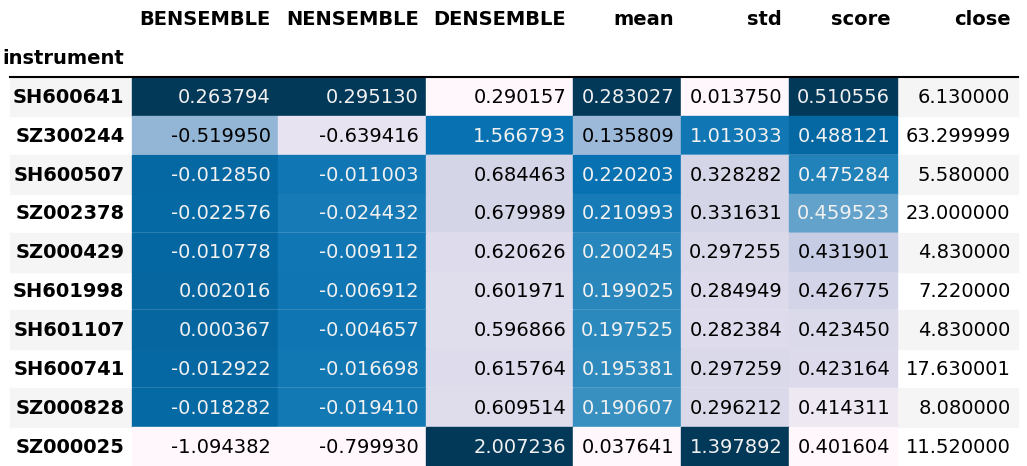 BENSEMBLE NENSEMBLE DENSEMBLE mean std score close
instrument
SH600641 0.263794 0.295130 0.290157 0.283027 0.013750 0.510556 6.130000
SZ300244 -0.519950 -0.639416 1.566793 0.135809 1.013033 0.488121 63.299999
SH600507 -0.012850 -0.011003 0.684463 0.220203 0.328282 0.475284 5.580000
SZ002378 -0.022576 -0.024432 0.679989 0.210993 0.331631 0.459523 23.000000
SZ000429 -0.010778 -0.009112 0.620626 0.200245 0.297255 0.431901 4.830000
SH601998 0.002016 -0.006912 0.601971 0.199025 0.284949 0.426775 7.220000
SH601107 0.000367 -0.004657 0.596866 0.197525 0.282384 0.423450 4.830000
SH600741 -0.012922 -0.016698 0.615764 0.195381 0.297259 0.423164 17.630001
SZ000828 -0.018282 -0.019410 0.609514 0.190607 0.296212 0.414311 8.080000
SZ000025 -1.094382 -0.799930 2.007236 0.037641 1.397892 0.401604 11.520000